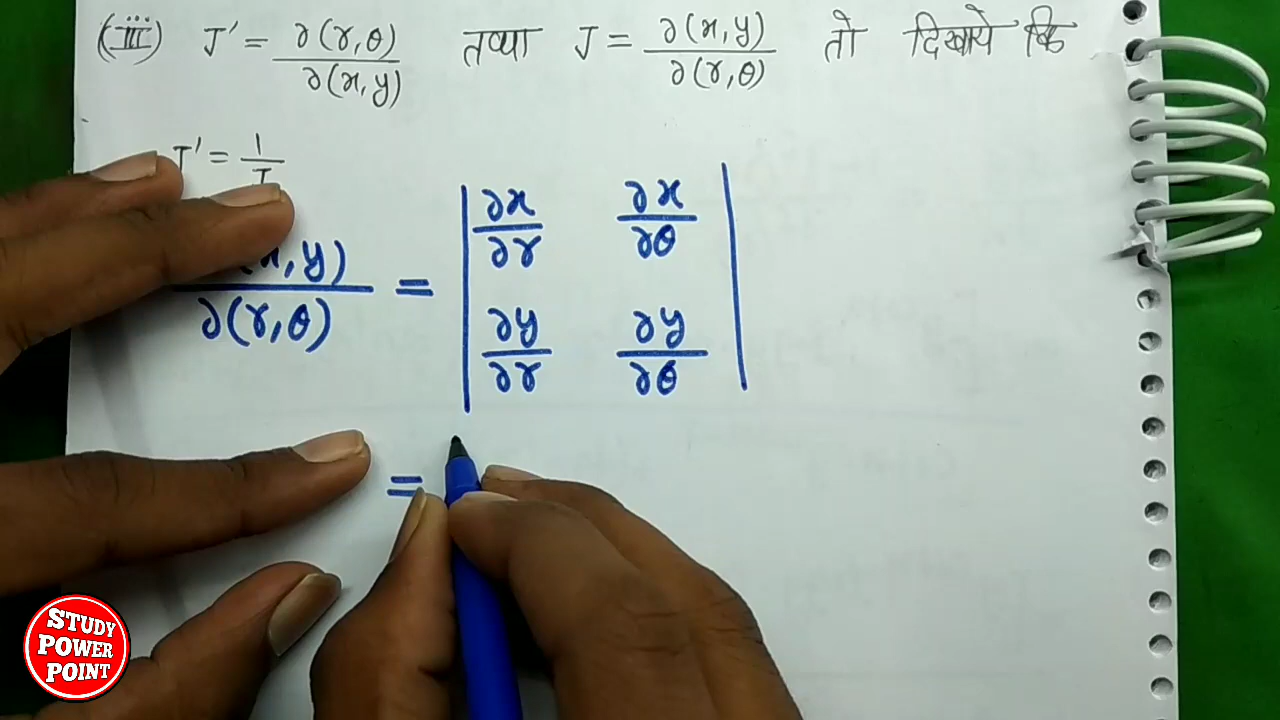 (iii) J' = ∂(r,θ)/∂(x,y) तथा J = ∂(x,y)/∂(r,θ) तो दिखाये कि
J' = 1/J
(x,y)/∂(r,θ) = | ∂x/∂r ∂x/∂θ |
| ∂y/∂r ∂y/∂θ |
=
STUDY
POWER
POINT